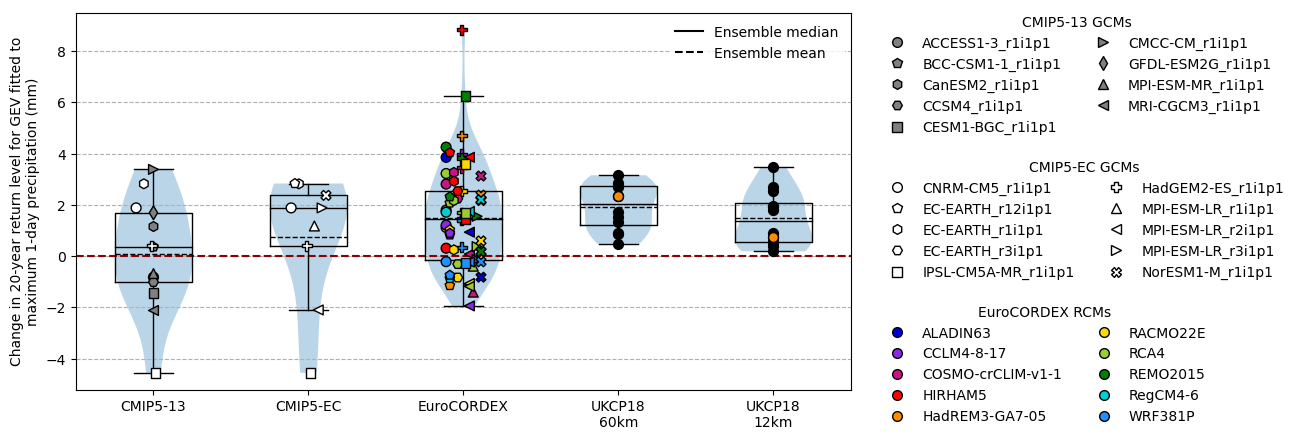 Change in 20-year return level for GEV fitted to
maximum 1-day precipitation (mm)
8
6
4
2
0
−2
−4
Ensemble median
Ensemble mean
CMIP5-13
CMIP5-EC
EuroCORDEX
UKCP18
60km
UKCP18
12km
CMIP5-13 GCMs
ACCESS1-3_r1i1p1
BCC-CSM1-1_r1i1p1
CanESM2_r1i1p1
CCSM4_r1i1p1
CESM1-BGC_r1i1p1
CMCC-CM_r1i1p1
GFDL-ESM2G_r1i1p1
MPI-ESM-MR_r1i1p1
MRI-CGCM3_r1i1p1
CMIP5-EC GCMs
CNRM-CM5_r1i1p1
EC-EARTH_r12i1p1
EC-EARTH_r1i1p1
EC-EARTH_r3i1p1
IPSL-CM5A-MR_r1i1p1
HadGEM2-ES_r1i1p1
MPI-ESM-LR_r1i1p1
MPI-ESM-LR_r2i1p1
MPI-ESM-LR_r3i1p1
NorESM1-M_r1i1p1
EuroCORDEX RCMs
ALADIN63
CCLM4-8-17
COSMO-crCLIM-v1-1
HIRHAM5
HadREM3-GA7-05
RACMO22E
RCA4
REMO2015
RegCM4-6
WRF381P